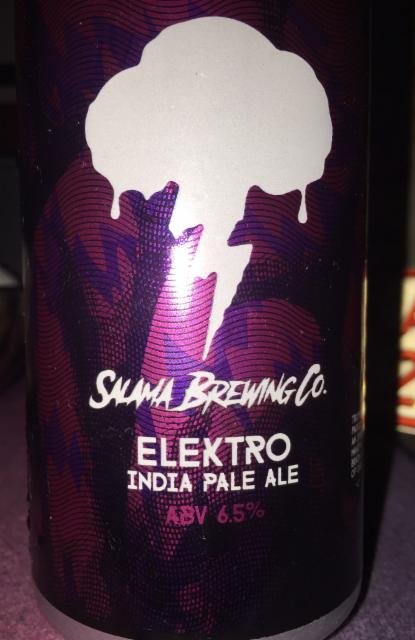 SALAMA BREWING CO.
ELEKTRO
INDIA PALE ALE
ABV 6.5%